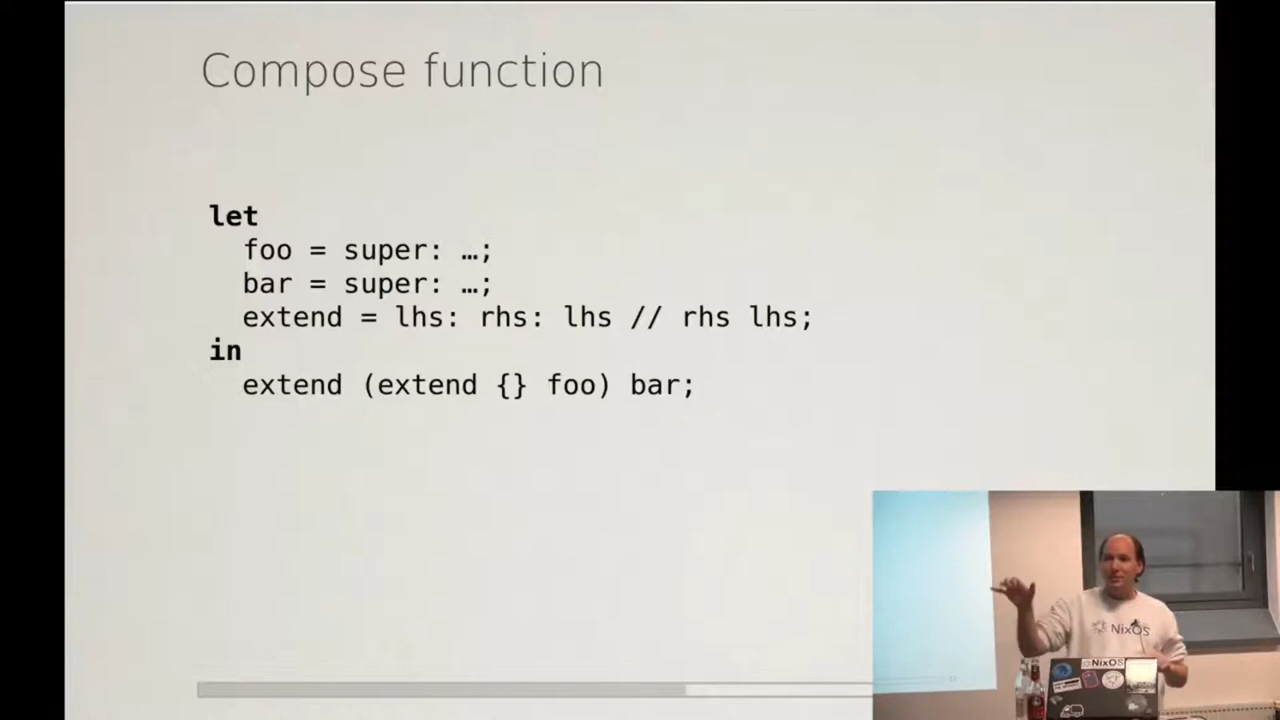 Compose function
let
foo = super: …;
bar = super: …;
extend = lhs: rhs: lhs // rhs lhs;
in
extend (extend {} foo) bar;
NixOS
NixOS